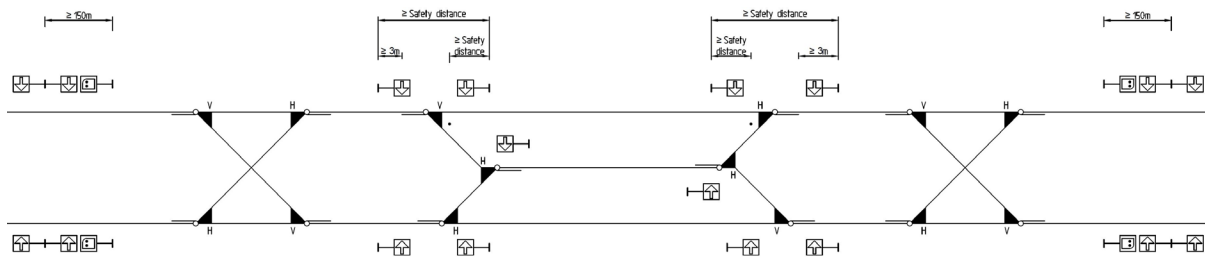 ≥ Safety distance
≥ Safety distance
≥ 150m
≥ Safety
distance
≥ Safety
distance
≥ 150m
≥ 3m
≥ 3m
V
H
V
H
V
H
H
H
H
V
H
V
H
V